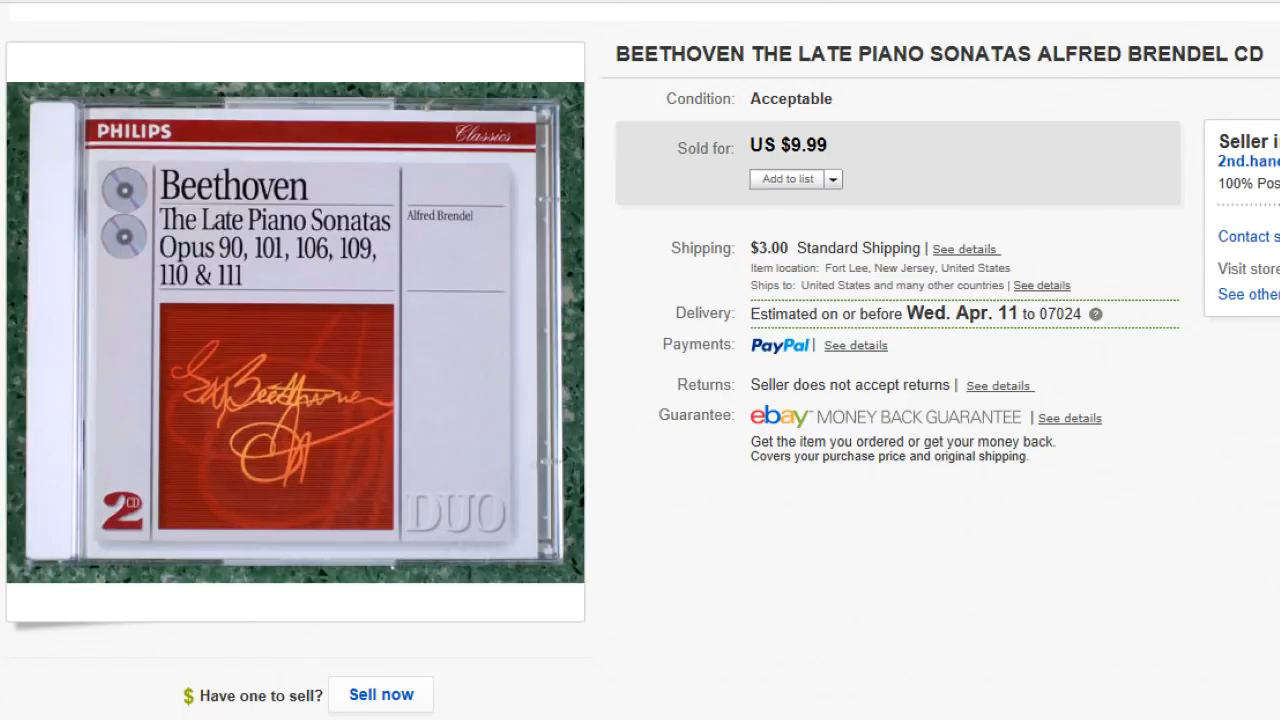 BEETHOVEN THE LATE PIANO SONATAS ALFRED BRENDEL CD
Condition: Acceptable
Sold for: US $9.99
Add to list
Shipping: $3.00 Standard Shipping | See details
Item location: Fort Lee, New Jersey, United States
Ships to: United States and many other countries | See details
Delivery: Estimated on or before Wed. Apr. 11 to 07024 ?
Payments: PayPal | See details
Returns: Seller does not accept returns | See details
Guarantee: ebay MONEY BACK GUARANTEE | See details
Get the item you ordered or get your money back.
Covers your purchase price and original shipping.
PHILIPS Classics
Beethoven
The Late Piano Sonatas
Opus 90, 101, 106, 109,
110 & 111
Alfred Brendel
Beethoven
2 CD
DUO
$ Have one to sell? Sell now
Seller i
2nd.han
100% Pos
Contact s
Visit store
See other